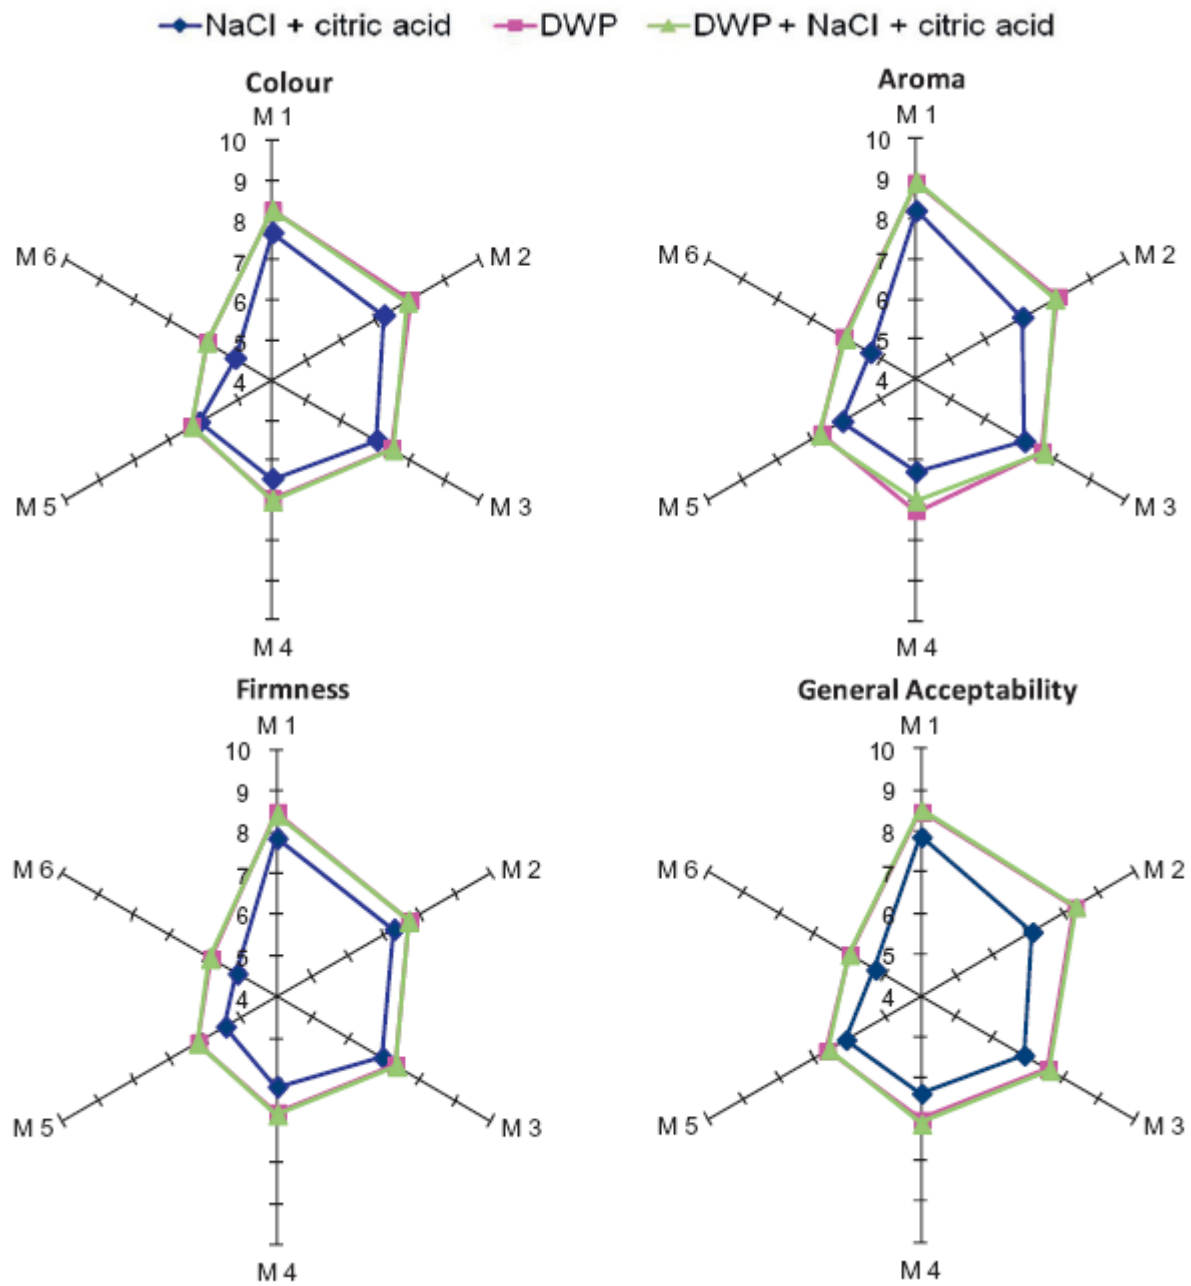 NaCl + citric acid DWP DWP + NaCl + citric acid
Colour
M 1
10
9
8
7
6
5
4
M 2
M 3
M 4
M 5
M 6
Aroma
M 1
10
9
8
7
6
5
4
M 2
M 3
M 4
M 5
M 6
Firmness
M 1
10
9
8
7
6
5
4
M 2
M 3
M 4
M 5
M 6
General Acceptability
M 1
10
9
8
7
6
5
4
M 2
M 3
M 4
M 5
M 6